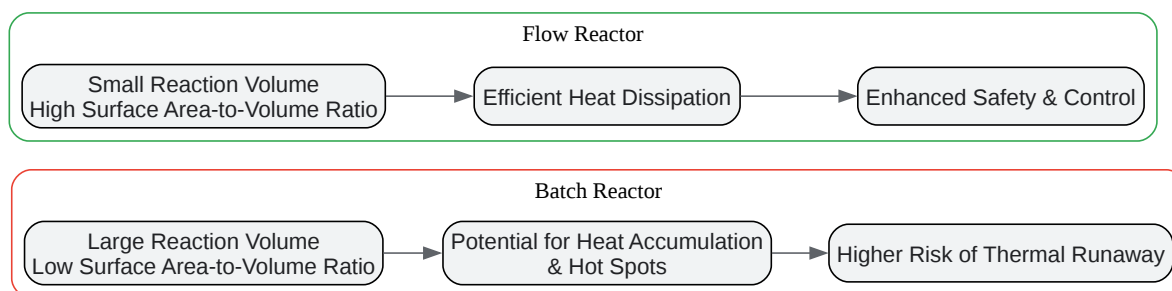 Flow Reactor
Small Reaction Volume
High Surface Area-to-Volume Ratio
Efficient Heat Dissipation
Enhanced Safety & Control
Batch Reactor
Large Reaction Volume
Low Surface Area-to-Volume Ratio
Potential for Heat Accumulation
& Hot Spots
Higher Risk of Thermal Runaway